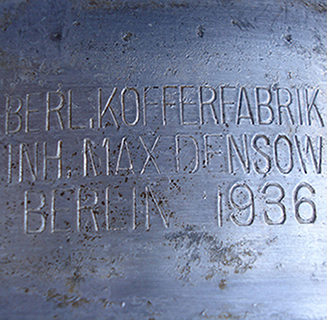 BERL. KOFFERFABRIK
INH. MAX DENSOW
BERLIN 1936